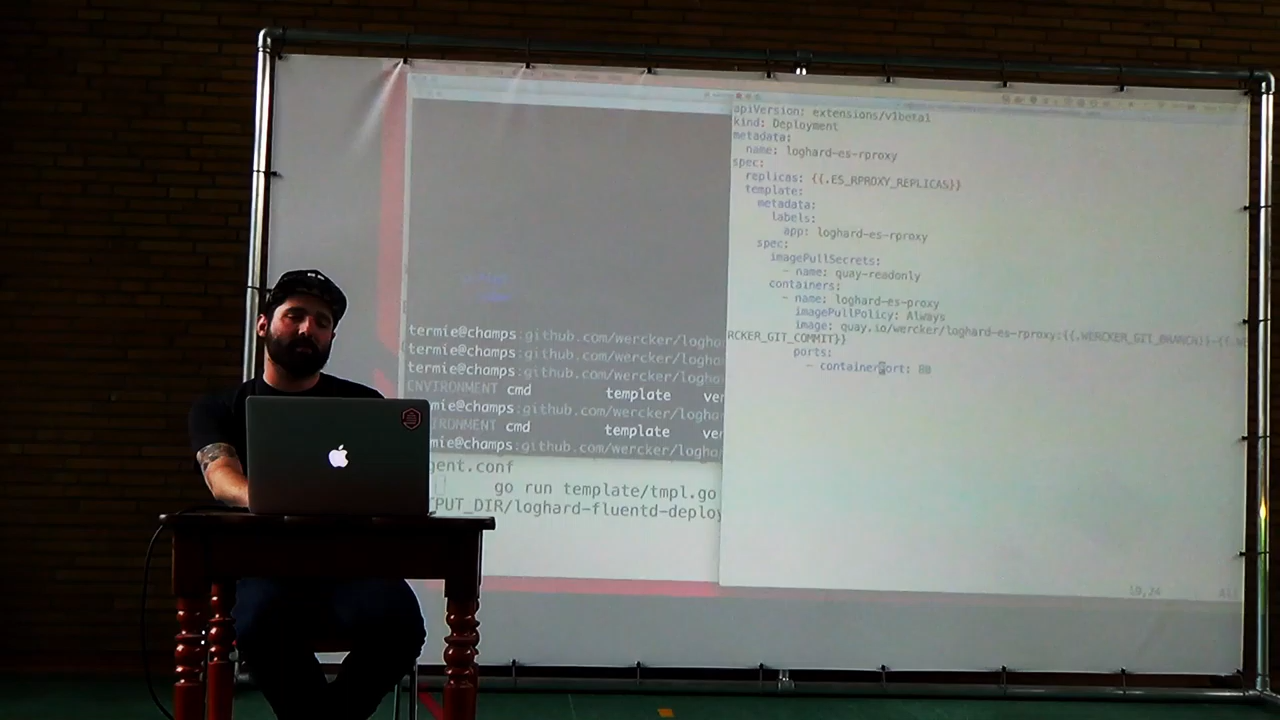 apiVersion: extensions/v1beta1
kind: Deployment
metadata:
name: loghard-es-rproxy
spec:
replicas: {{.ES_RPROXY_REPLICAS}}
template:
metadata:
labels:
app: loghard-es-rproxy
spec:
imagePullSecrets:
- name: quay-readonly
containers:
- name: loghard-es-proxy
imagePullPolicy: Always
image: quay.io/wercker/loghard-es-rproxy:{{.WERCKER_GIT_BRANCH}}-{{.WE
RCKER_GIT_COMMIT}}
ports:
- containerPort: 80
19,24
termie@champs:github.com/wercker/logha
termie@champs:github.com/wercker/logha
termie@champs:github.com/wercker/logha
ENVIRONMENT cmd template ver
rmie@champs:github.com/wercker/logha
IRONMENT cmd template ver
mie@champs:github.com/wercker/logha
gent.conf
go run template/tmpl.go
TPUT_DIR/loghard-fluentd-deploy